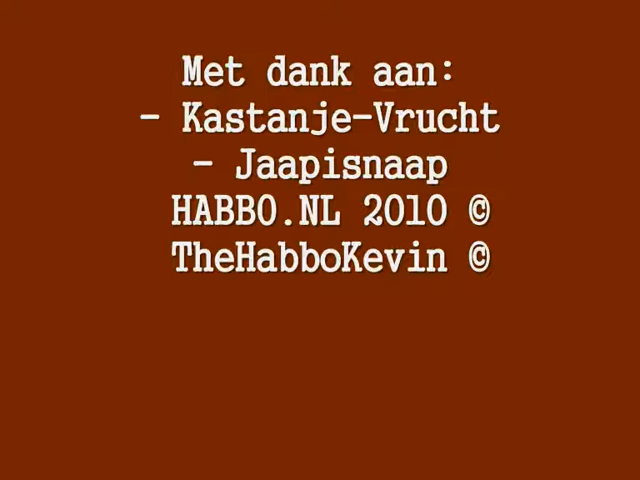 Met dank aan:
- Kastanje-Vrucht
- Jaapisnaap
HABBO.NL 2010 ©
TheHabboKevin ©